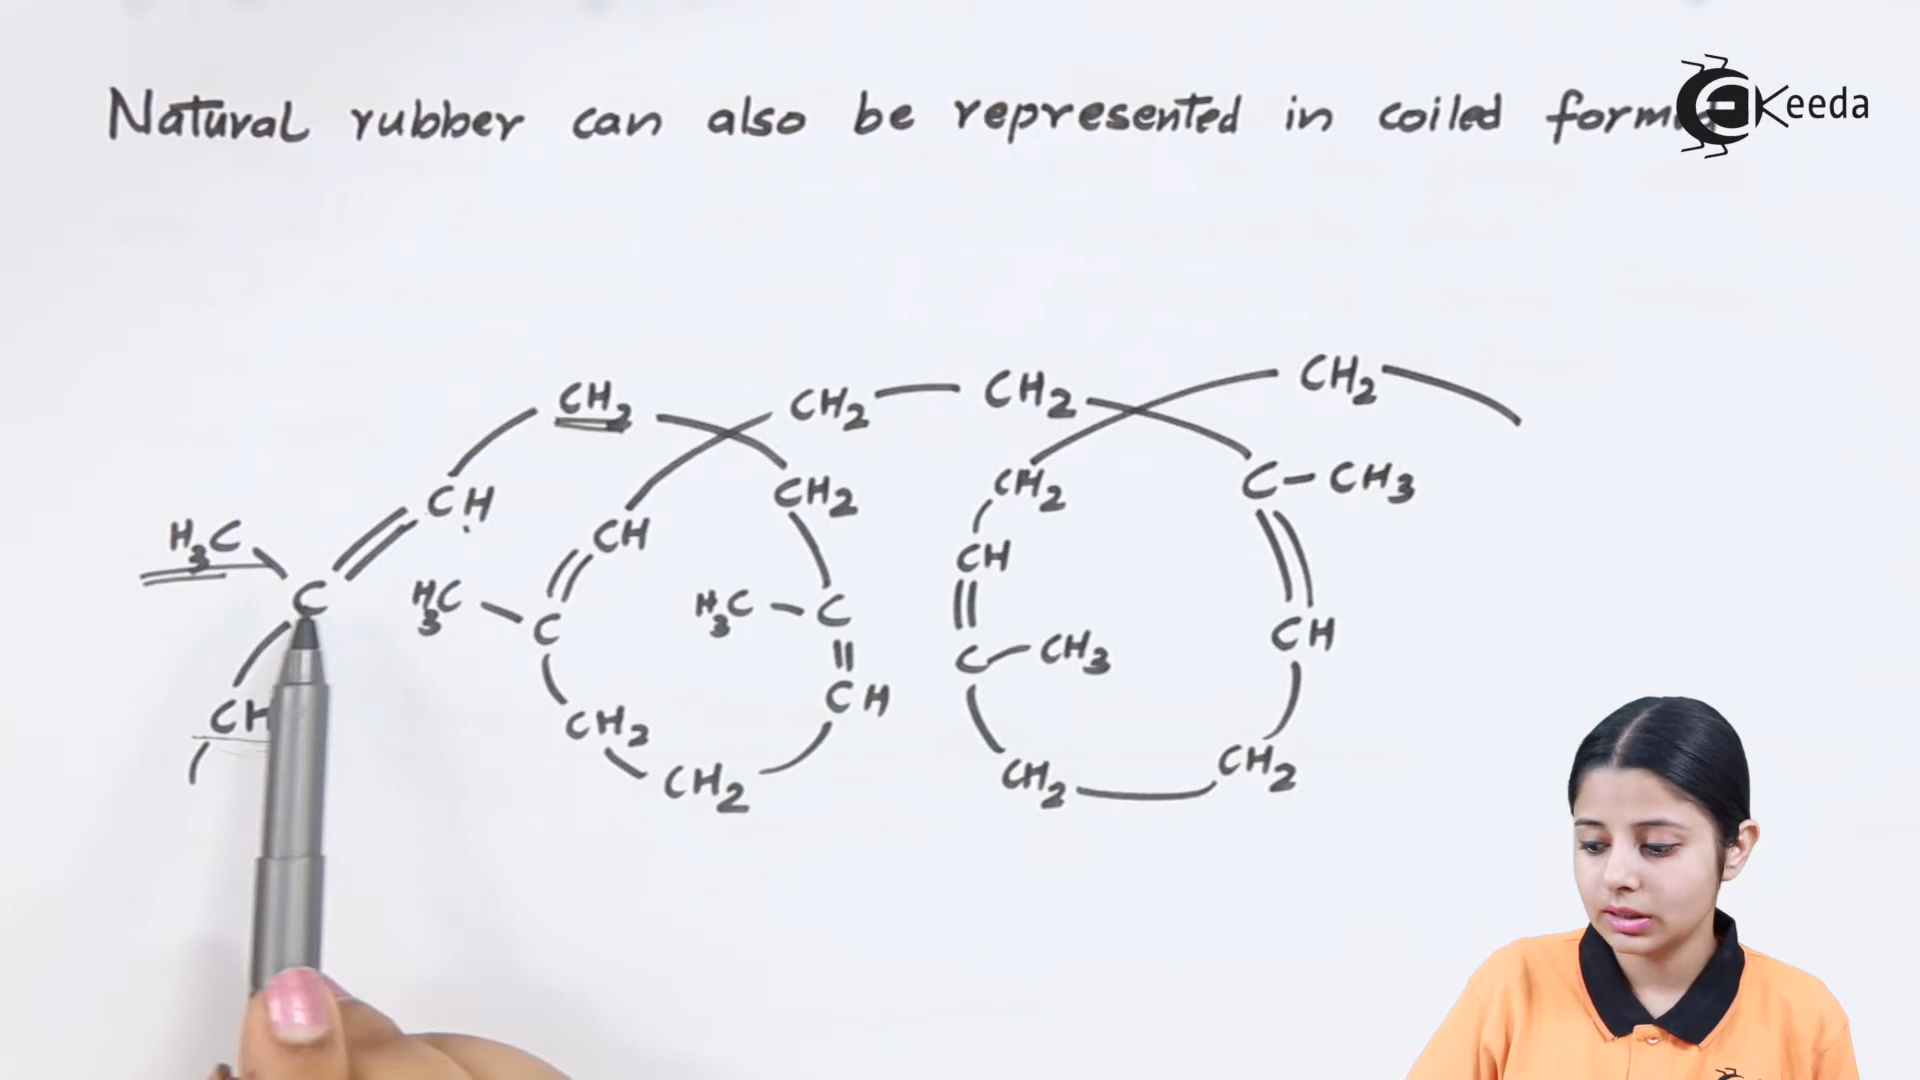 Natural rubber can also be represented in coiled form
Keeda
CH2 CH2 CH2 CH2
CH CH2 CH2 C-CH3
H3C CH CH
C H3C C H3C C C CH3 CH
CH CH2 CH CH2
CH2 CH2